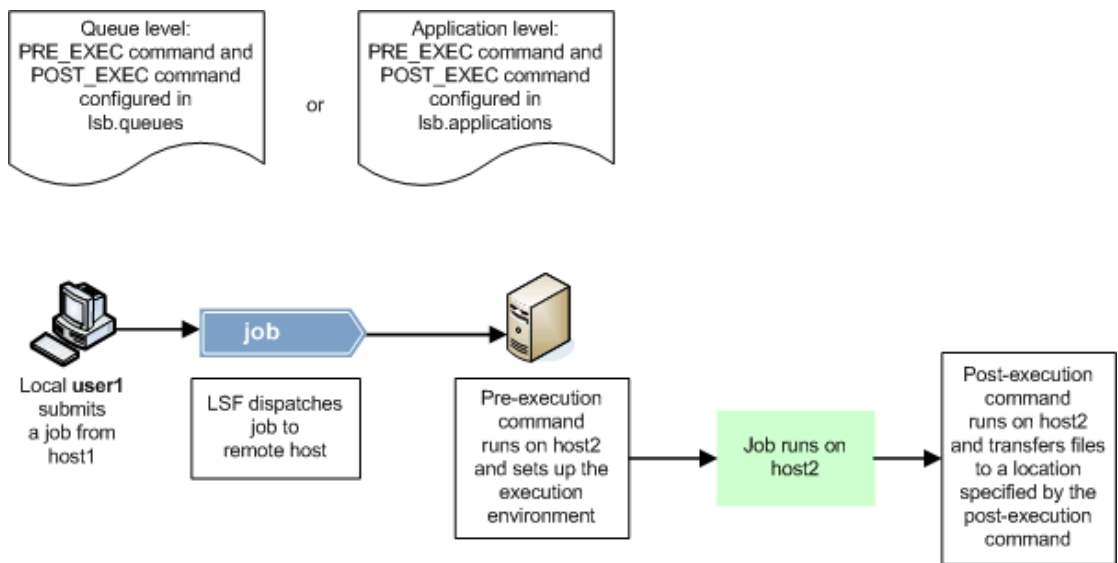 Queue level:
PRE_EXEC command and
POST_EXEC command
configured in
lsb.queues
or
Application level:
PRE_EXEC command and
POST_EXEC command
configured in
lsb.applications
job
Local user1
submits
a job from
host1
LSF dispatches
job to
remote host
Pre-execution
command
runs on host2
and sets up the
execution
environment
Job runs on
host2
Post-execution
command
runs on host2
and transfers files
to a location
specified by the
post-execution
command